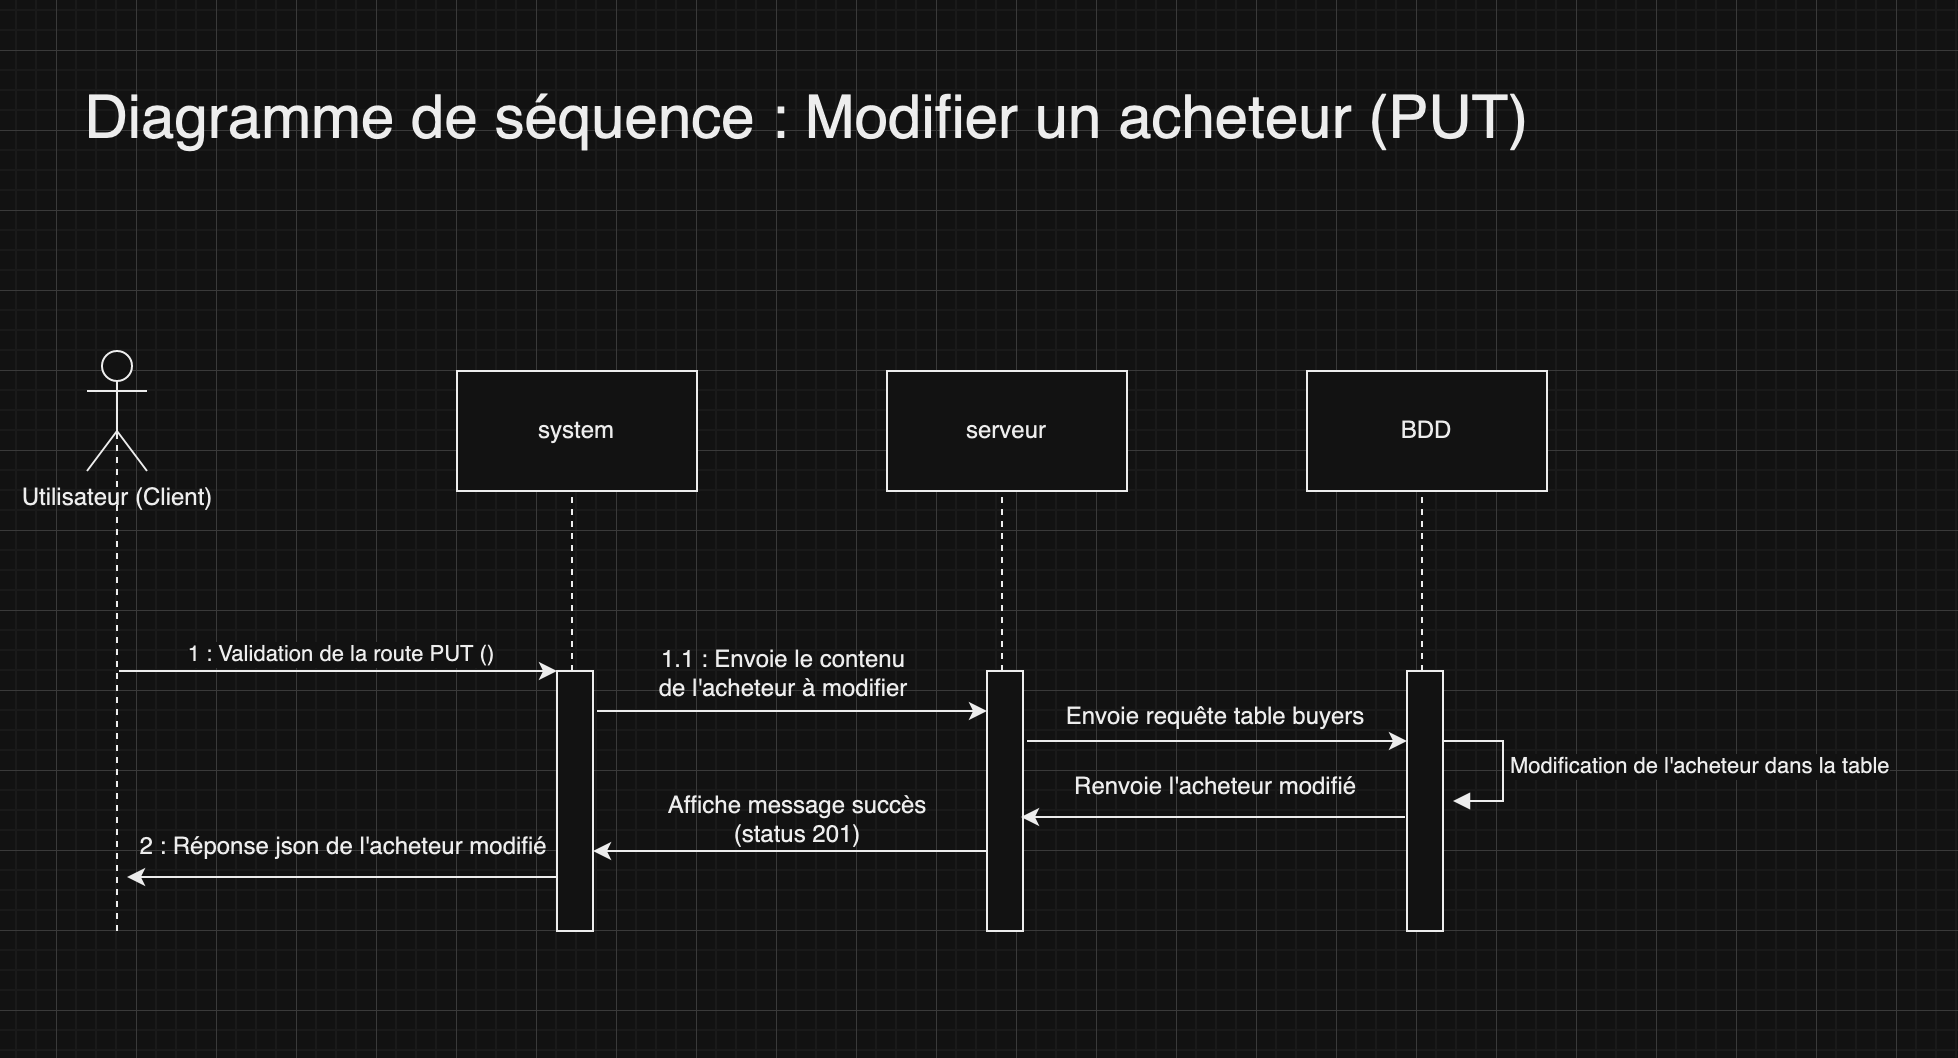 Diagramme de séquence : Modifier un acheteur (PUT)
system
serveur
BDD
Utilisateur (Client)
1 : Validation de la route PUT ()
1.1 : Envoie le contenu
de l'acheteur à modifier
Envoie requête table buyers
Modification de l'acheteur dans la table
Renvoie l'acheteur modifié
Affiche message succès
(status 201)
2 : Réponse json de l'acheteur modifié